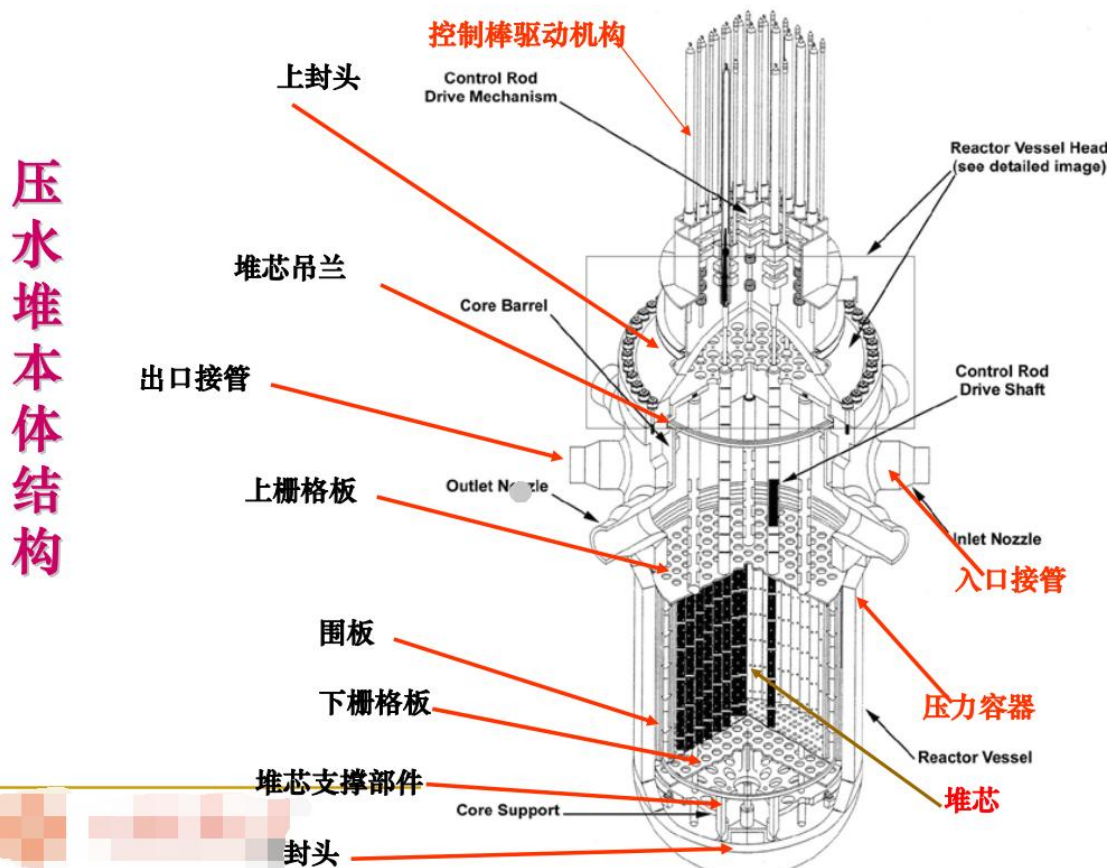 压水堆本体结构
控制棒驱动机构
上封头
Control Rod
Drive Mechanism
Reactor Vessel Head
(see detailed image)
堆芯吊兰
Core Barrel
出口接管
Control Rod
Drive Shaft
上栅格板
Outlet Nozzle
Inlet Nozzle
入口接管
围板
下栅格板
压力容器
Reactor Vessel
堆芯支撑部件
Core Support
堆芯
封头